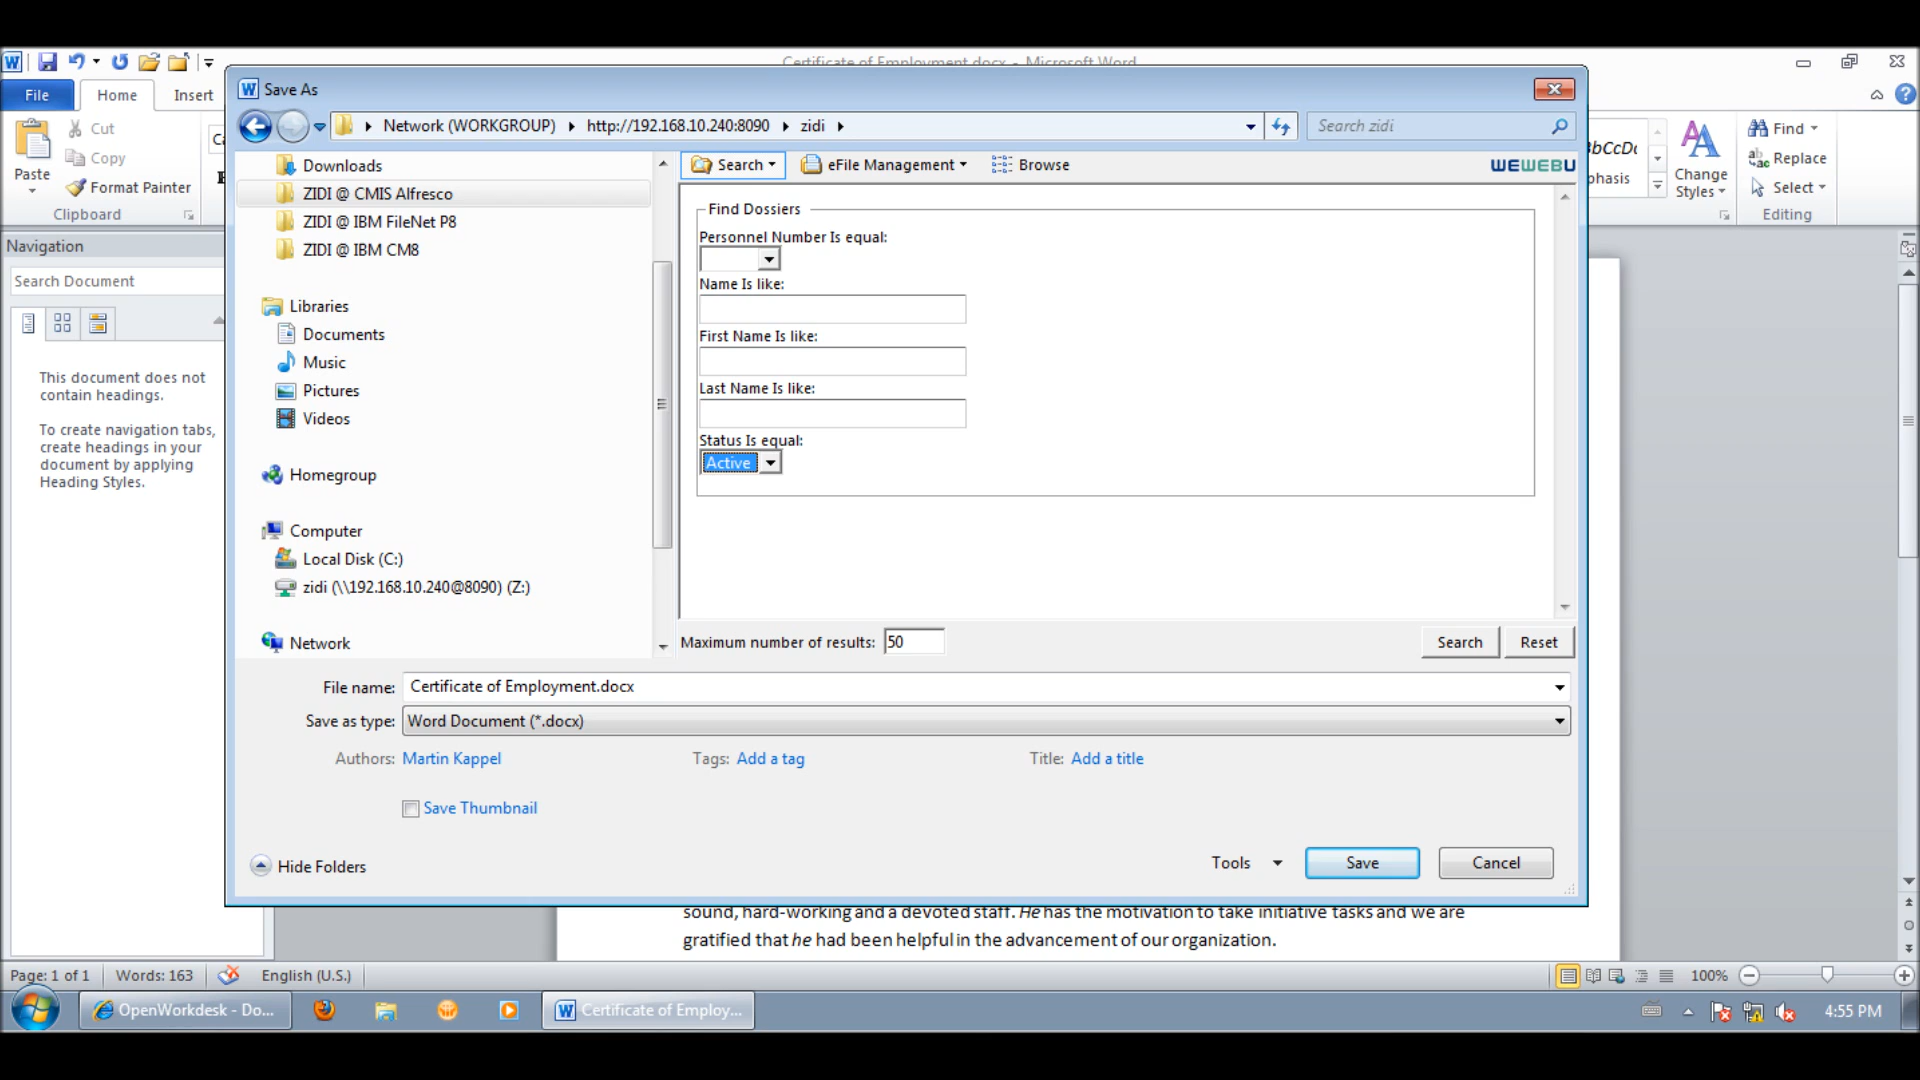 Certificate of Employment.docx - Microsoft Word
W Save As
File Home Insert
Network (WORKGROUP) http://192.168.10.240:8090 zidi Search zidi
Paste
Cut
Copy
Format Painter
Clipboard
Downloads
ZIDI @ CMIS Alfresco
ZIDI @ IBM FileNet P8
ZIDI @ IBM CM8
Libraries
Documents
Music
Pictures
Videos
Homegroup
Computer
Local Disk (C:)
zidi (\\192.168.10.240@8090) (Z:)
Network
Search eFile Management Browse WEWEBU
Find Dossiers
Personnel Number Is equal:
Name Is like:
First Name Is like:
Last Name Is like:
Status Is equal:
Active
Maximum number of results: 50 Search Reset
File name: Certificate of Employment.docx
Save as type: Word Document (*.docx)
Authors: Martin Kappel Tags: Add a tag Title: Add a title
Save Thumbnail
Hide Folders Tools Save Cancel
Change
Styles
Find
Replace
Select
Editing
Navigation
Search Document
This document does not
contain headings.
To create navigation tabs,
create headings in your
document by applying
Heading Styles.
sound, hard-working and a devoted staff. He has the motivation to take initiative tasks and we are
gratified that he had been helpful in the advancement of our organization.
Page: 1 of 1 Words: 163 English (U.S.) 100%
OpenWorkdesk - Do... Certificate of Employ... 4:55 PM